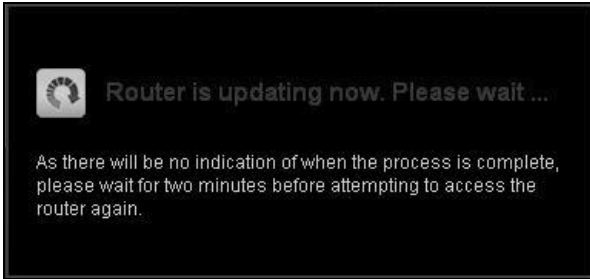 Router is updating now. Please wait ...
As there will be no indication of when the process is complete,
please wait for two minutes before attempting to access the
router again.